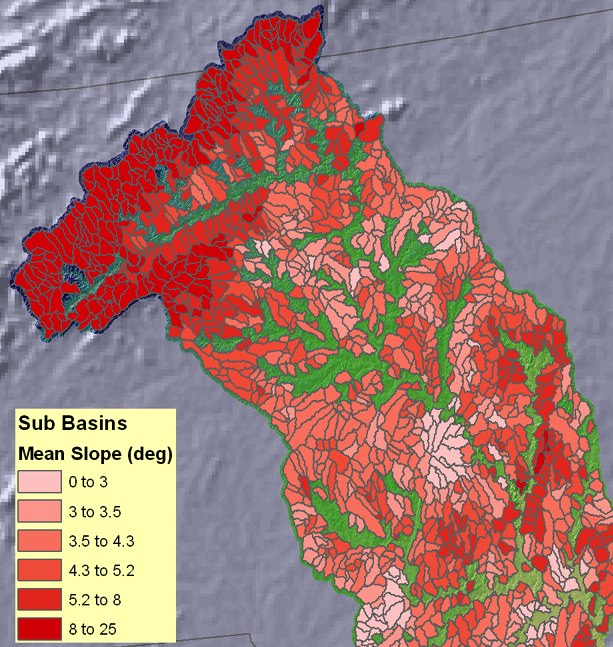 Sub Basins
Mean Slope (deg)
0 to 3
3 to 3.5
3.5 to 4.3
4.3 to 5.2
5.2 to 8
8 to 25